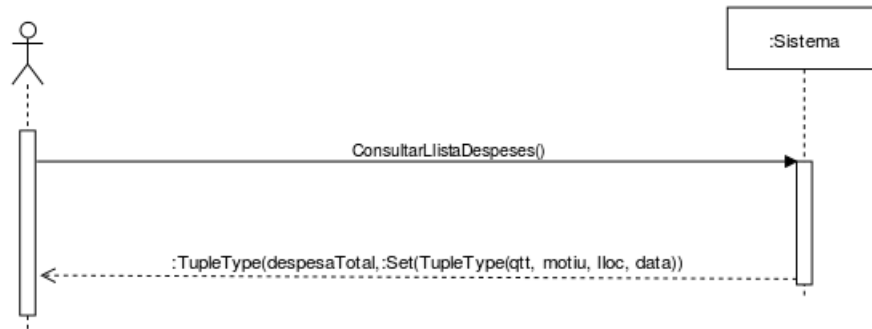 :Sistema
ConsultarLlistaDespeses()
:TupleType(despesaTotal,:Set(TupleType(qtt, motiu, lloc, data))